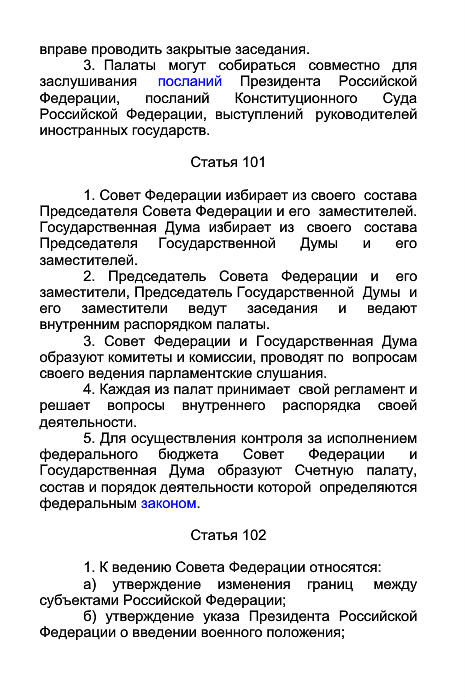 вправе проводить закрытые заседания.
3. Палаты могут собираться совместно для
заслушивания посланий Президента Российской
Федерации, посланий Конституционного Суда
Российской Федерации, выступлений руководителей
иностранных государств.
Статья 101
1. Совет Федерации избирает из своего состава
Председателя Совета Федерации и его заместителей.
Государственная Дума избирает из своего состава
Председателя Государственной Думы и его
заместителей.
2. Председатель Совета Федерации и его
заместители, Председатель Государственной Думы и
его заместители ведут заседания и ведают
внутренним распорядком палаты.
3. Совет Федерации и Государственная Дума
образуют комитеты и комиссии, проводят по вопросам
своего ведения парламентские слушания.
4. Каждая из палат принимает свой регламент и
решает вопросы внутреннего распорядка своей
деятельности.
5. Для осуществления контроля за исполнением
федерального бюджета Совет Федерации и
Государственная Дума образуют Счетную палату,
состав и порядок деятельности которой определяются
федеральным законом.
Статья 102
1. К ведению Совета Федерации относятся:
а) утверждение изменения границ между
субъектами Российской Федерации;
б) утверждение указа Президента Российской
Федерации о введении военного положения;